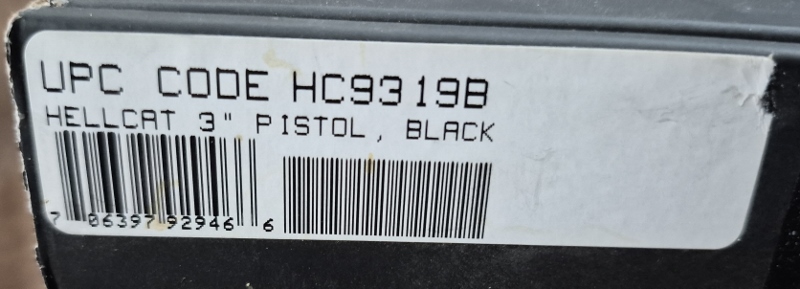 UPC CODE HC9319B
HELLCAT 3" PISTOL, BLACK
7 06397 92946 6